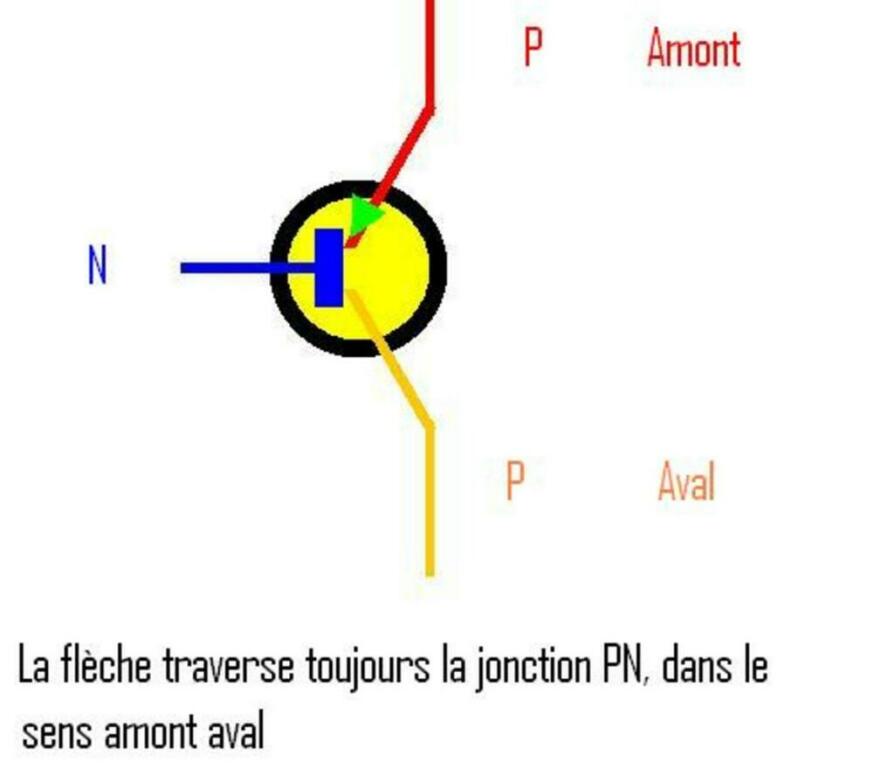 P Amont
N
P Aval
La flèche traverse toujours la jonction PN, dans le
sens amont aval